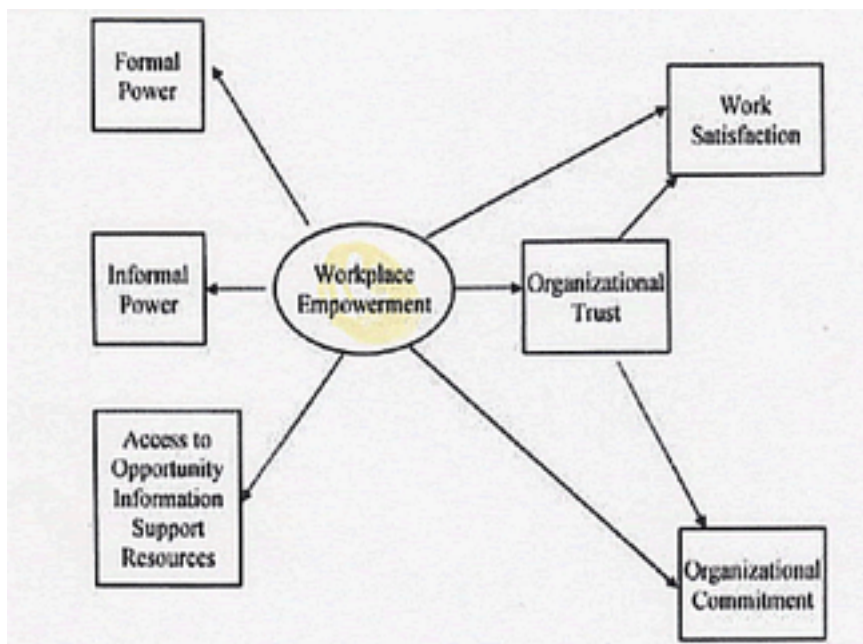 Formal
Power
Informal
Power
Access to
Opportunity
Information
Support
Resources
Workplace
Empowerment
Organizational
Trust
Work
Satisfaction
Organizational
Commitment